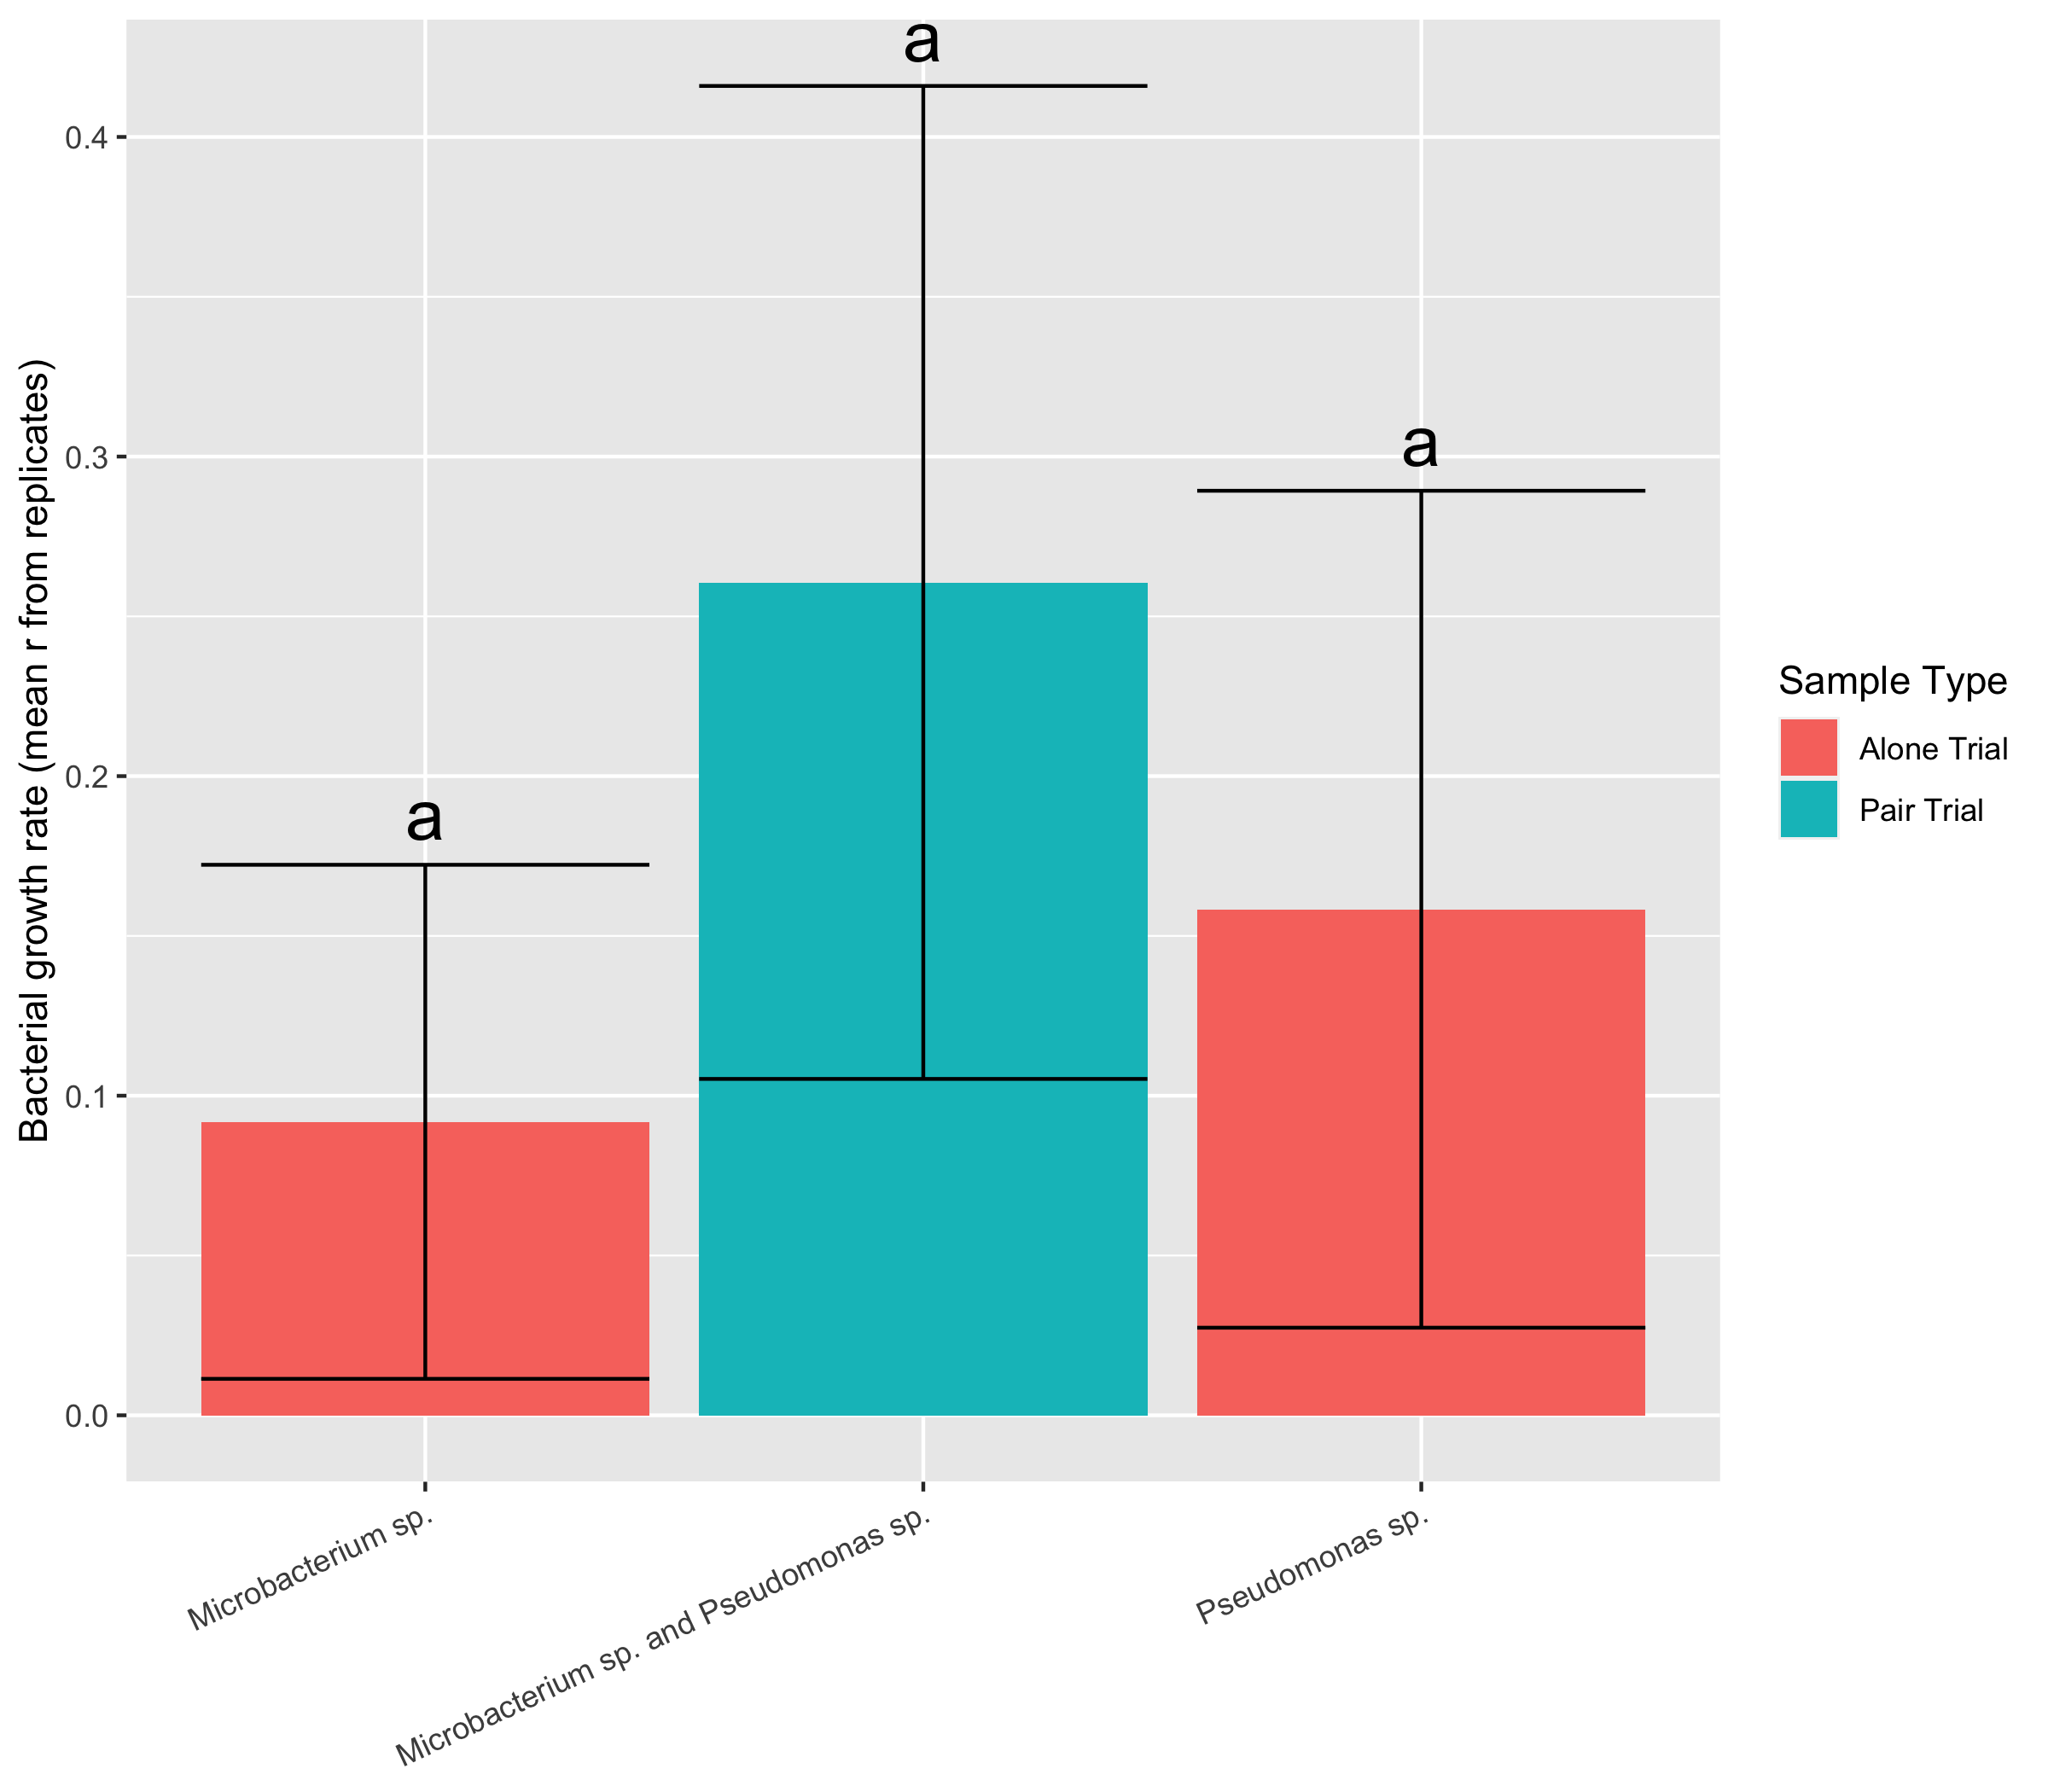 a
a
a
0.4
0.3
0.2
0.1
0.0
Bacterial growth rate (mean r from replicates)
Microbacterium sp.
Microbacterium sp. and Pseudomonas sp.
Pseudomonas sp.
Sample Type
Alone Trial
Pair Trial